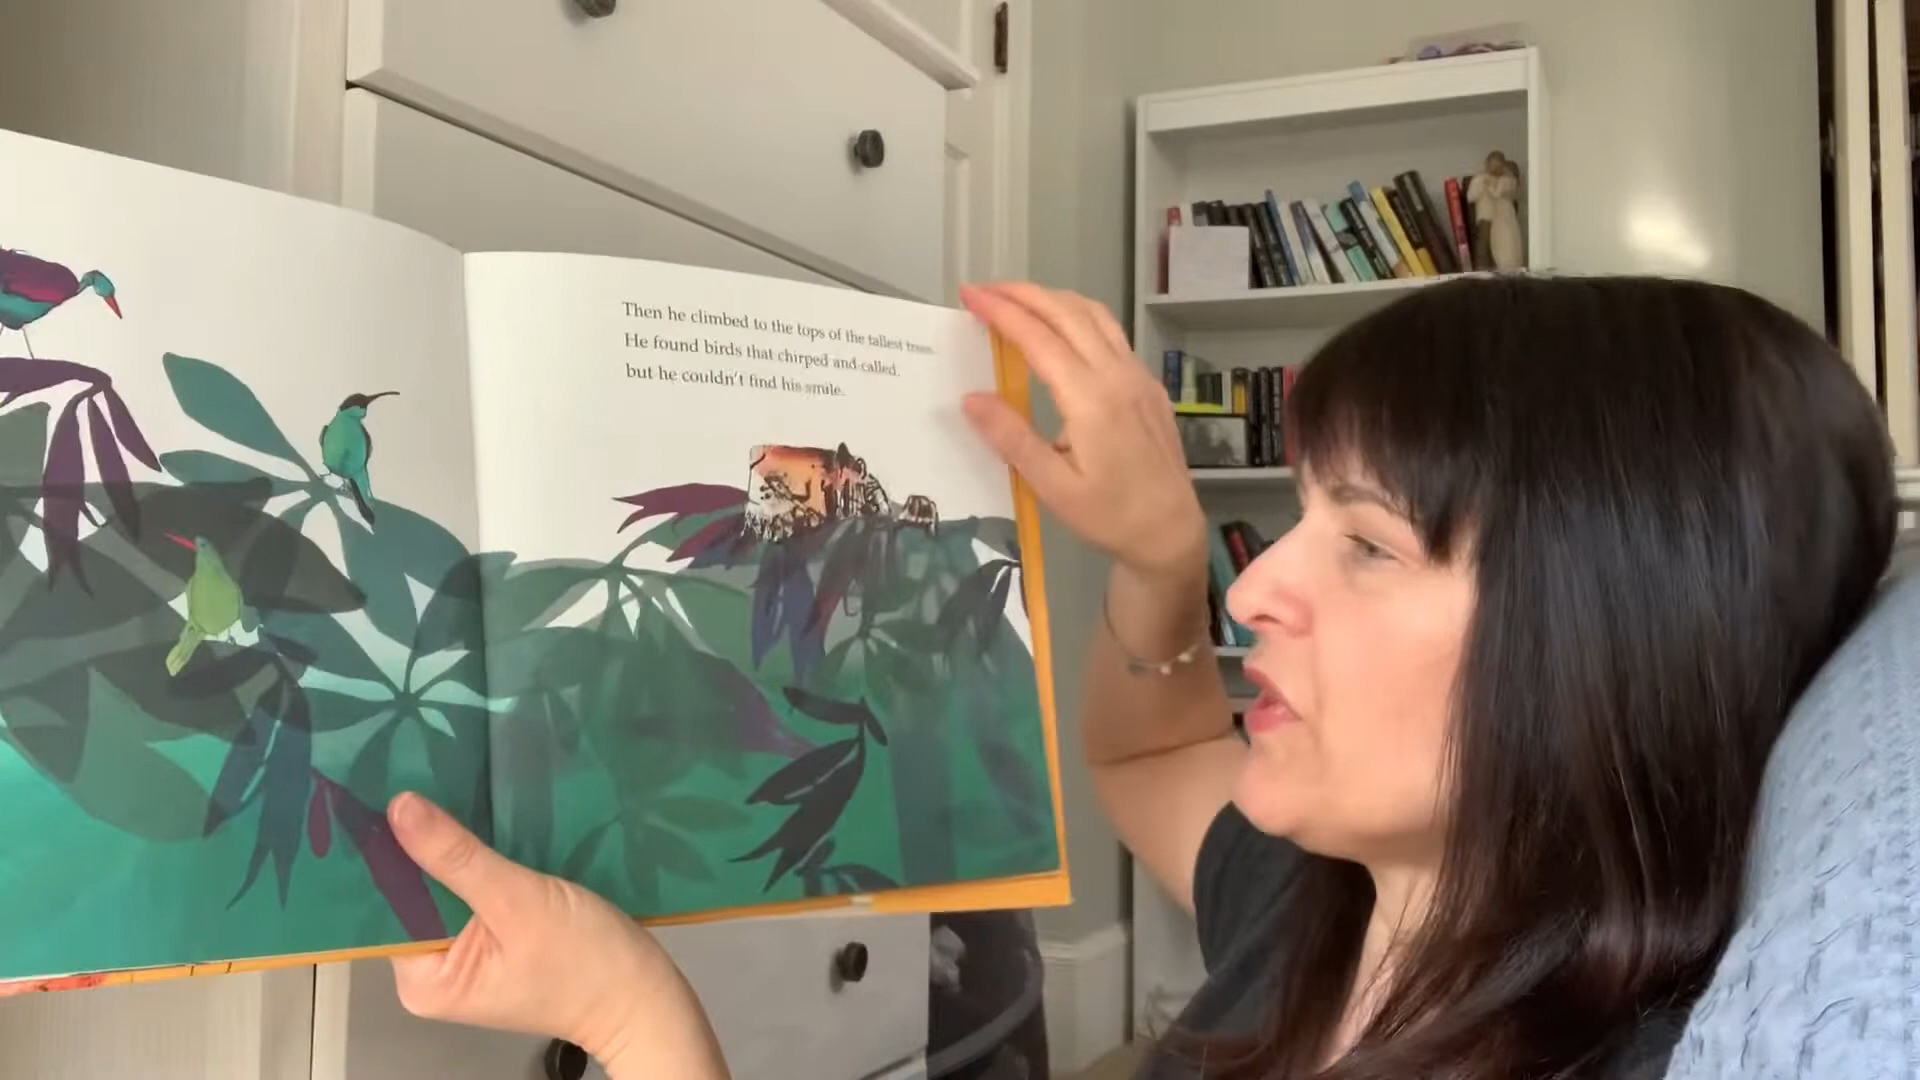 Then he climbed to the tops of the tallest trees.
He found birds that chirped and called,
but he couldn't find his smile.